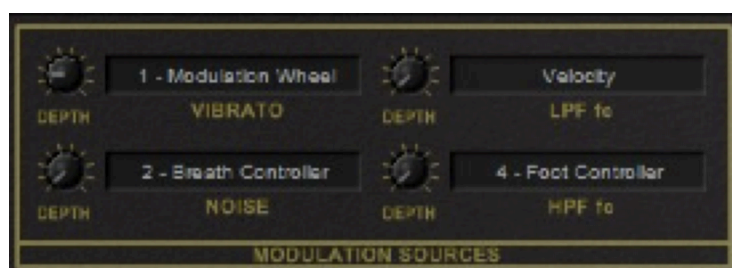 1 - Modulation Wheel Velocity
DEPTH VIBRATO DEPTH LPF fc
2 - Breath Controller 4 - Foot Controller
DEPTH NOISE DEPTH HPF fc
MODULATION SOURCES